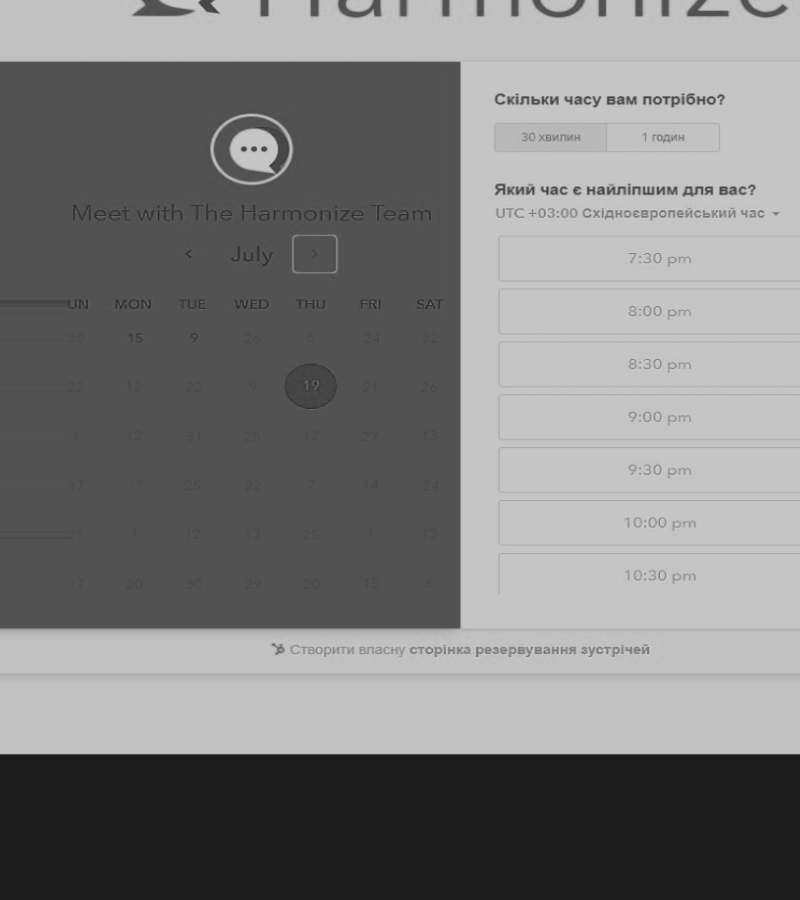 Harmonize
Meet with The Harmonize Team
< July >
UN MON TUE WED THU FRI SAT
30 15 9 26 6 24 22
22 12 22 9 19 21 26
1 12 31 25 12 27 13
17 17 25 22 7 14 24
21 1 12 13 25 1 12
17 20 30 29 20 15 6
Скільки часу вам потрібно?
30 хвилин 1 годин
Який час є найліпшим для вас?
UTC +03:00 Східноєвропейський час
7:30 pm
8:00 pm
8:30 pm
9:00 pm
9:30 pm
10:00 pm
10:30 pm
Створити власну сторінка резервування зустрічей